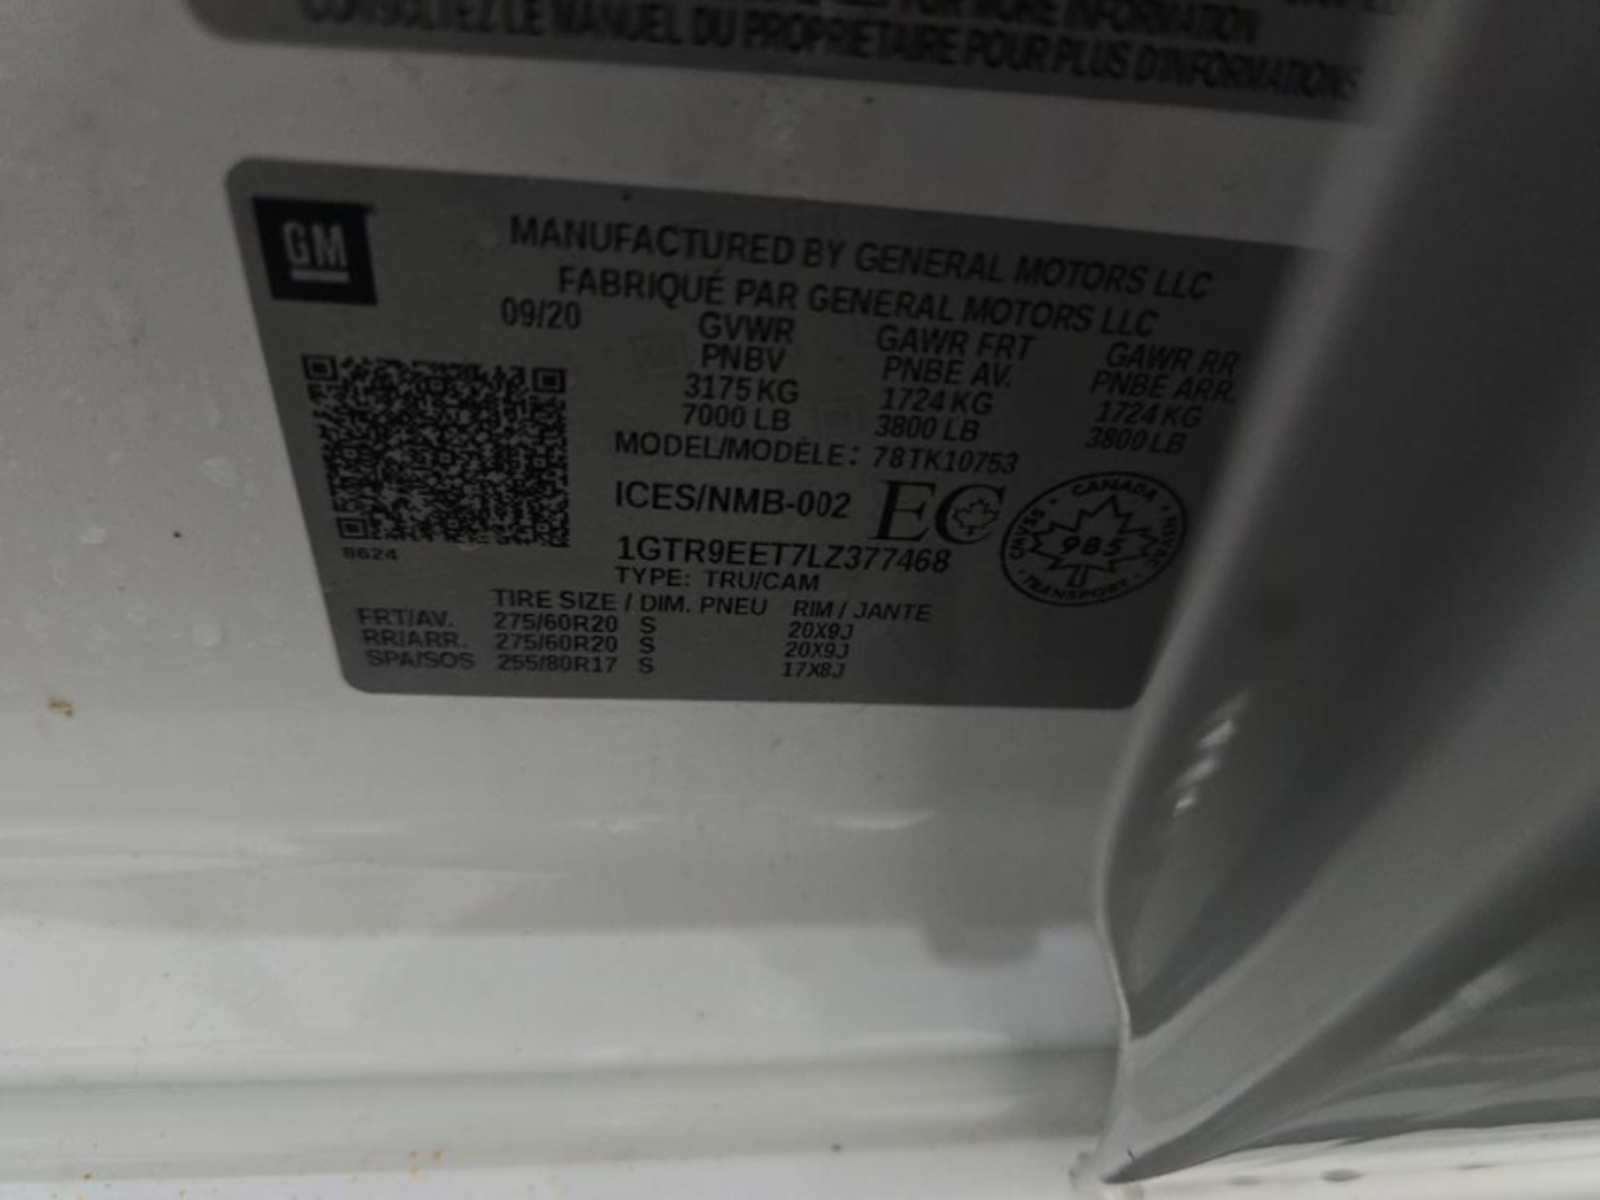 FOR MORE INFORMATION
CONSULTEZ LE MANUEL DU PROPRIETAIRE POUR PLUS D'INFORMATIONS
GM
MANUFACTURED BY GENERAL MOTORS LLC
FABRIQUÉ PAR GENERAL MOTORS LLC
09/20 GVWR GAWR FRT GAWR RR
PNBV PNBE AV. PNBE ARR.
3175 KG 1724 KG 1724 KG
7000 LB 3800 LB 3800 LB
MODEL/MODÈLE: 78TK10753
ICES/NMB-002 EC
CANADA
985
TRANSPORT
1GTR9EET7LZ377468
8624
TYPE: TRU/CAM
TIRE SIZE / DIM. PNEU RIM / JANTE
FRT/AV. 275/60R20 S 20X9J
RR/ARR. 275/60R20 S 20X9J
SPA/SOS 255/80R17 S 17X8J